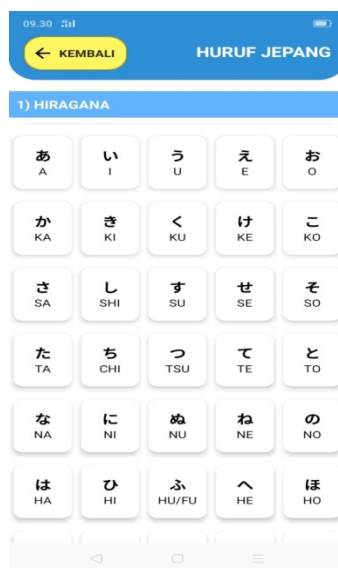 09.30
← KEMBALI
HURUF JEPANG
1) HIRAGANA
あ い う え お
A I U E O
か き く け こ
KA KI KU KE KO
さ し す せ そ
SA SHI SU SE SO
た ち つ て と
TA CHI TSU TE TO
な に ぬ ね の
NA NI NU NE NO
は ひ ふ へ ほ
HA HI HU/FU HE HO